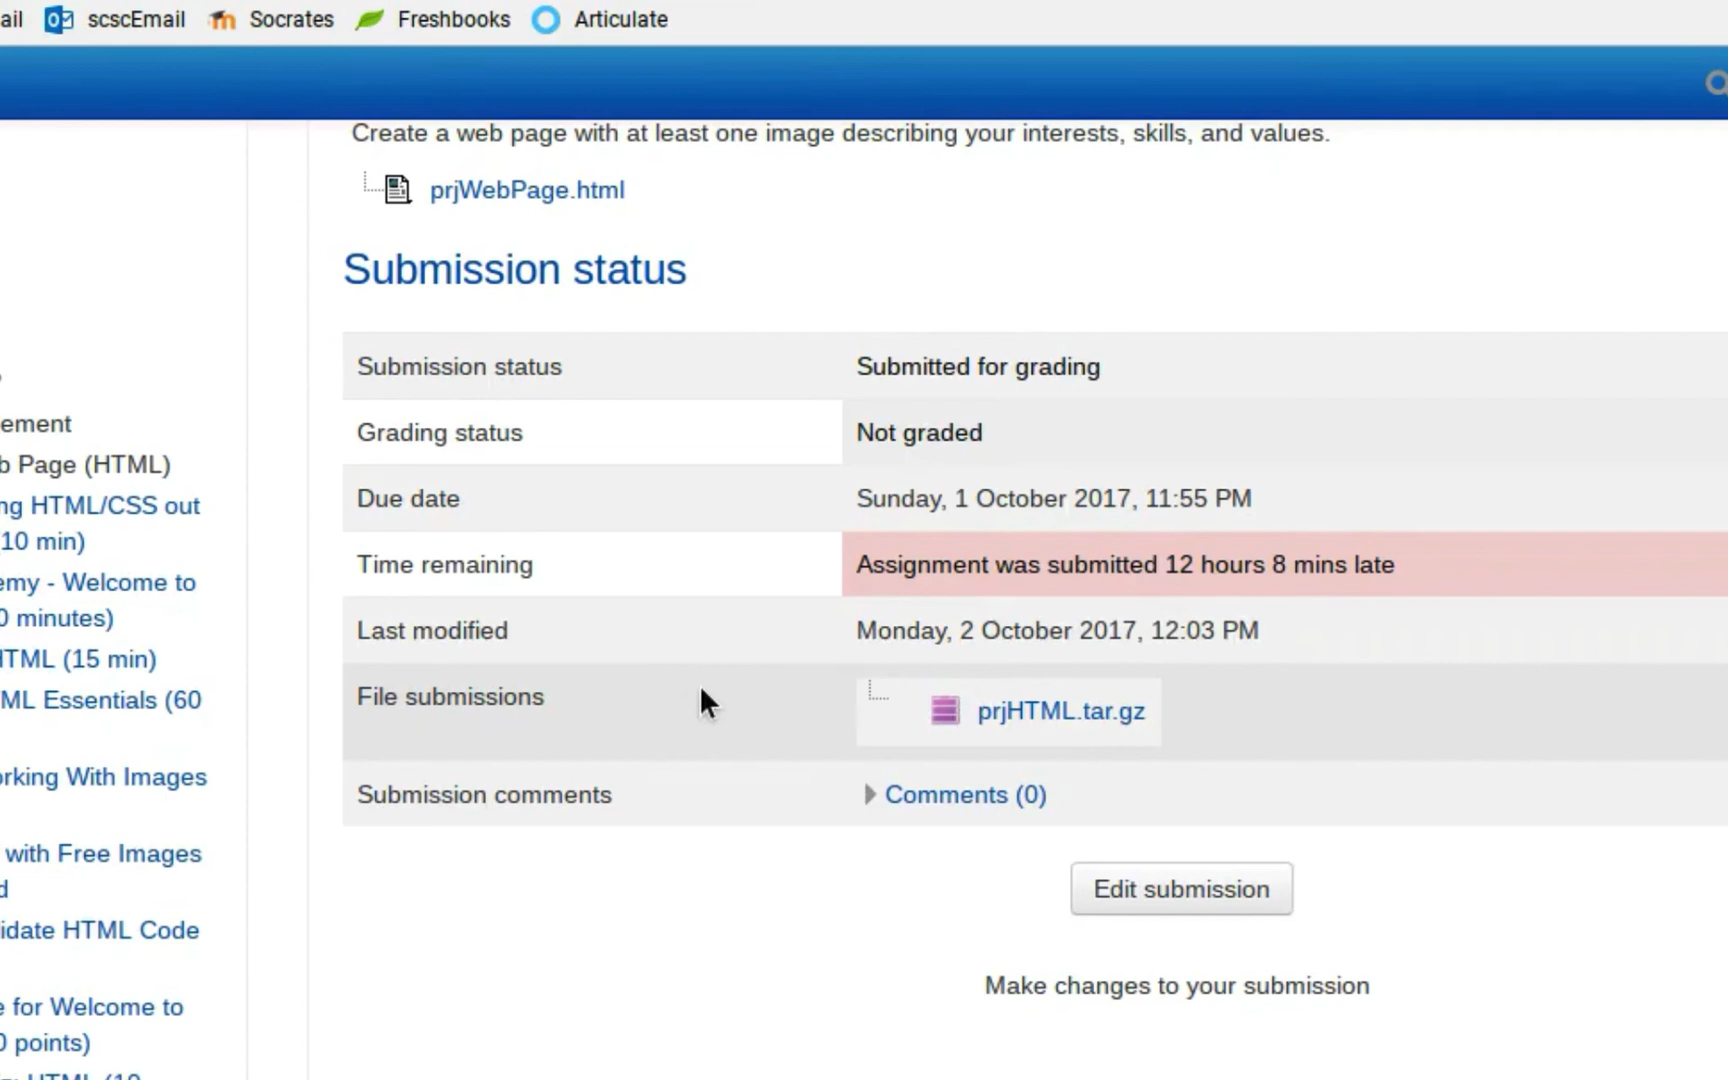 ail scscEmail Socrates Freshbooks Articulate
Create a web page with at least one image describing your interests, skills, and values.
prjWebPage.html
Submission status
Submission status Submitted for grading
Grading status Not graded
Due date Sunday, 1 October 2017, 11:55 PM
Time remaining Assignment was submitted 12 hours 8 mins late
Last modified Monday, 2 October 2017, 12:03 PM
File submissions prjHTML.tar.gz
Submission comments Comments (0)
Edit submission
Make changes to your submission
ement
b Page (HTML)
ng HTML/CSS out
10 min)
emy - Welcome to
0 minutes)
HTML (15 min)
ML Essentials (60
orking With Images
with Free Images
d
idate HTML Code
e for Welcome to
0 points)